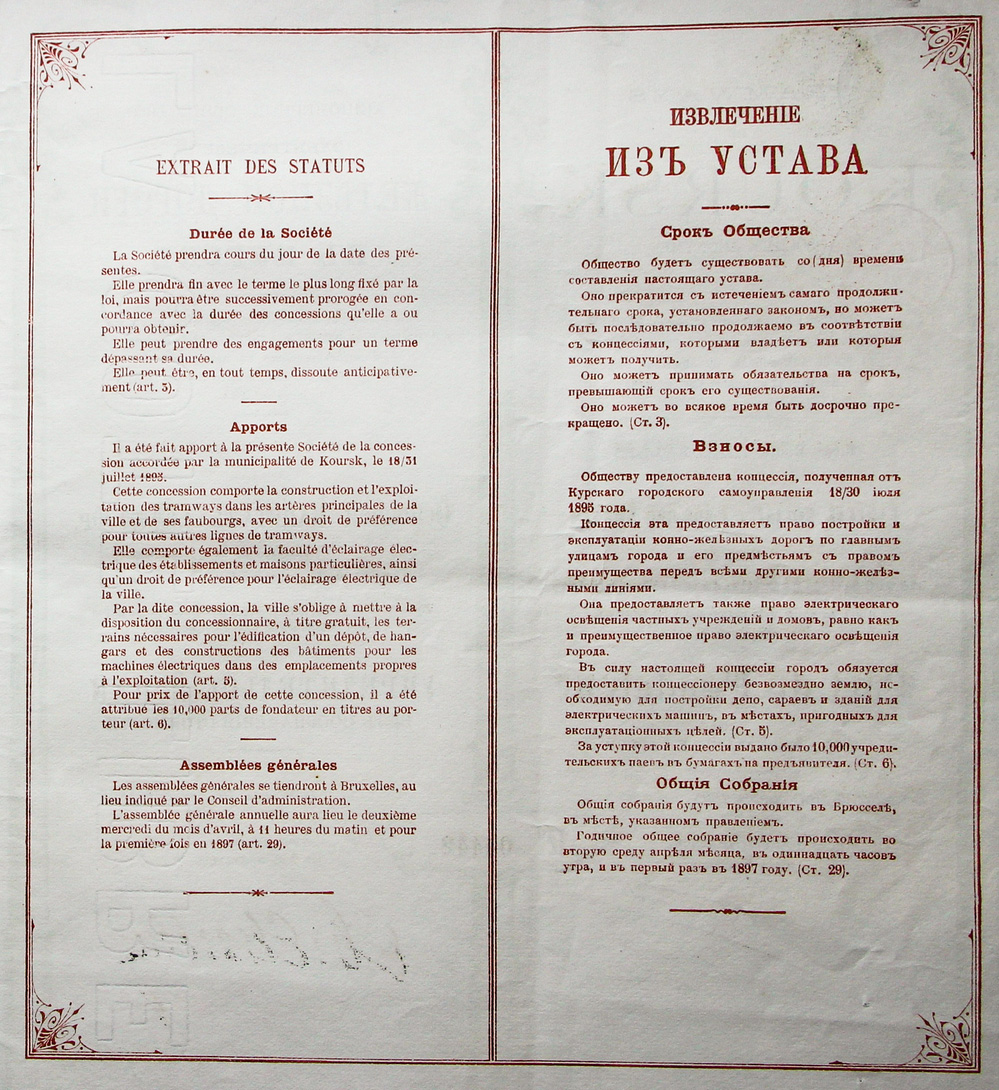 EXTRAIT DES STATUTS
Durée de la Société
La Société prendra cours du jour de la date des pré-
sentes.
Elle prendra fin avec le terme le plus long fixé par la
loi, mais pourra être successivement prorogée en con-
cordance avec la durée des concessions qu'elle a ou
pourra obtenir.
Elle peut prendre des engagements pour un terme
dépassant sa durée.
Elle peut être, en tout temps, dissoute anticipative-
ment (art. 3).
Apports
Il a été fait apport à la présente Société de la conces-
sion accordée par la municipalité de Koursk, le 18/31
juillet 1895.
Cette concession comporte la construction et l'exploi-
tation des tramways dans les artères principales de la
ville et de ses faubourgs, avec un droit de préférence
pour toutes autres lignes de tramways.
Elle comporte également la faculté d'éclairage élec-
trique des établissements et maisons particulières, ainsi
qu'un droit de préférence pour l'éclairage électrique de
la ville.
Par la dite concession, la ville s'oblige à mettre à la
disposition du concessionnaire, à titre gratuit, les ter-
rains nécessaires pour l'édification d'un dépôt, de han-
gars et des constructions des bâtiments pour les
machines électriques dans des emplacements propres
à l'exploitation (art. 5).
Pour prix de l'apport de cette concession, il a été
attribué les 10,000 parts de fondateur en titres au por-
teur (art. 6).
Assemblées générales
Les assemblées générales se tiendront à Bruxelles, au
lieu indiqué par le Conseil d'administration.
L'assemblée générale annuelle aura lieu le deuxième
mercredi du mois d'avril, à 11 heures du matin et pour
la première fois en 1897 (art. 29).
ИЗВЛЕЧЕНІЕ
ИЗЪ УСТАВА
Срокъ Общества
Общество будетъ существовать со (дня) времени
составленія настоящаго устава.
Оно прекратится съ истеченіемъ самаго продолжи-
тельнаго срока, установленнаго закономъ, но можетъ
быть послѣдовательно продолжаемо въ соотвѣтствіи
съ концессіями, которыми владѣетъ или которыя
можетъ получить.
Оно можетъ принимать обязательства на срокъ,
превышающій срокъ его существованія.
Оно можетъ во всякое время быть досрочно пре-
кращено. (Ст. 3).
Взносы.
Обществу предоставлена концессія, полученная отъ
Курскаго городского самоуправленія 18/30 іюля
1895 года.
Концессія эта предоставляетъ право постройки и
эксплуатаціи конно-желѣзныхъ дорогъ по главнымъ
улицамъ города и его предмѣстьямъ съ правомъ
преимущества передъ всѣми другими конно-желѣз-
ными линіями.
Она предоставляетъ также право электрическаго
освѣщенія частныхъ учрежденій и домовъ, равно какъ
и преимущественное право электрическаго освѣщенія
города.
Въ силу настоящей концессіи городъ обязуется
предоставить концессіонеру безвозмездно землю, не-
обходимую для постройки депо, сараевъ и зданій для
электрическихъ машинъ, въ мѣстахъ, пригодныхъ для
эксплуатаціонныхъ цѣлей. (Ст. 5).
За уступку этой концессіи выдано было 10,000 учреди-
тельскихъ паевъ въ бумагахъ на предъявителя. (Ст. 6).
Общія Собранія
Общія собранія будутъ происходить въ Брюсселѣ,
въ мѣстѣ, указанномъ правленіемъ.
Годичное общее собраніе будетъ происходить во
вторую среду апрѣля мѣсяца, въ одиннадцать часовъ
утра, и въ первый разъ въ 1897 году. (Ст. 29).